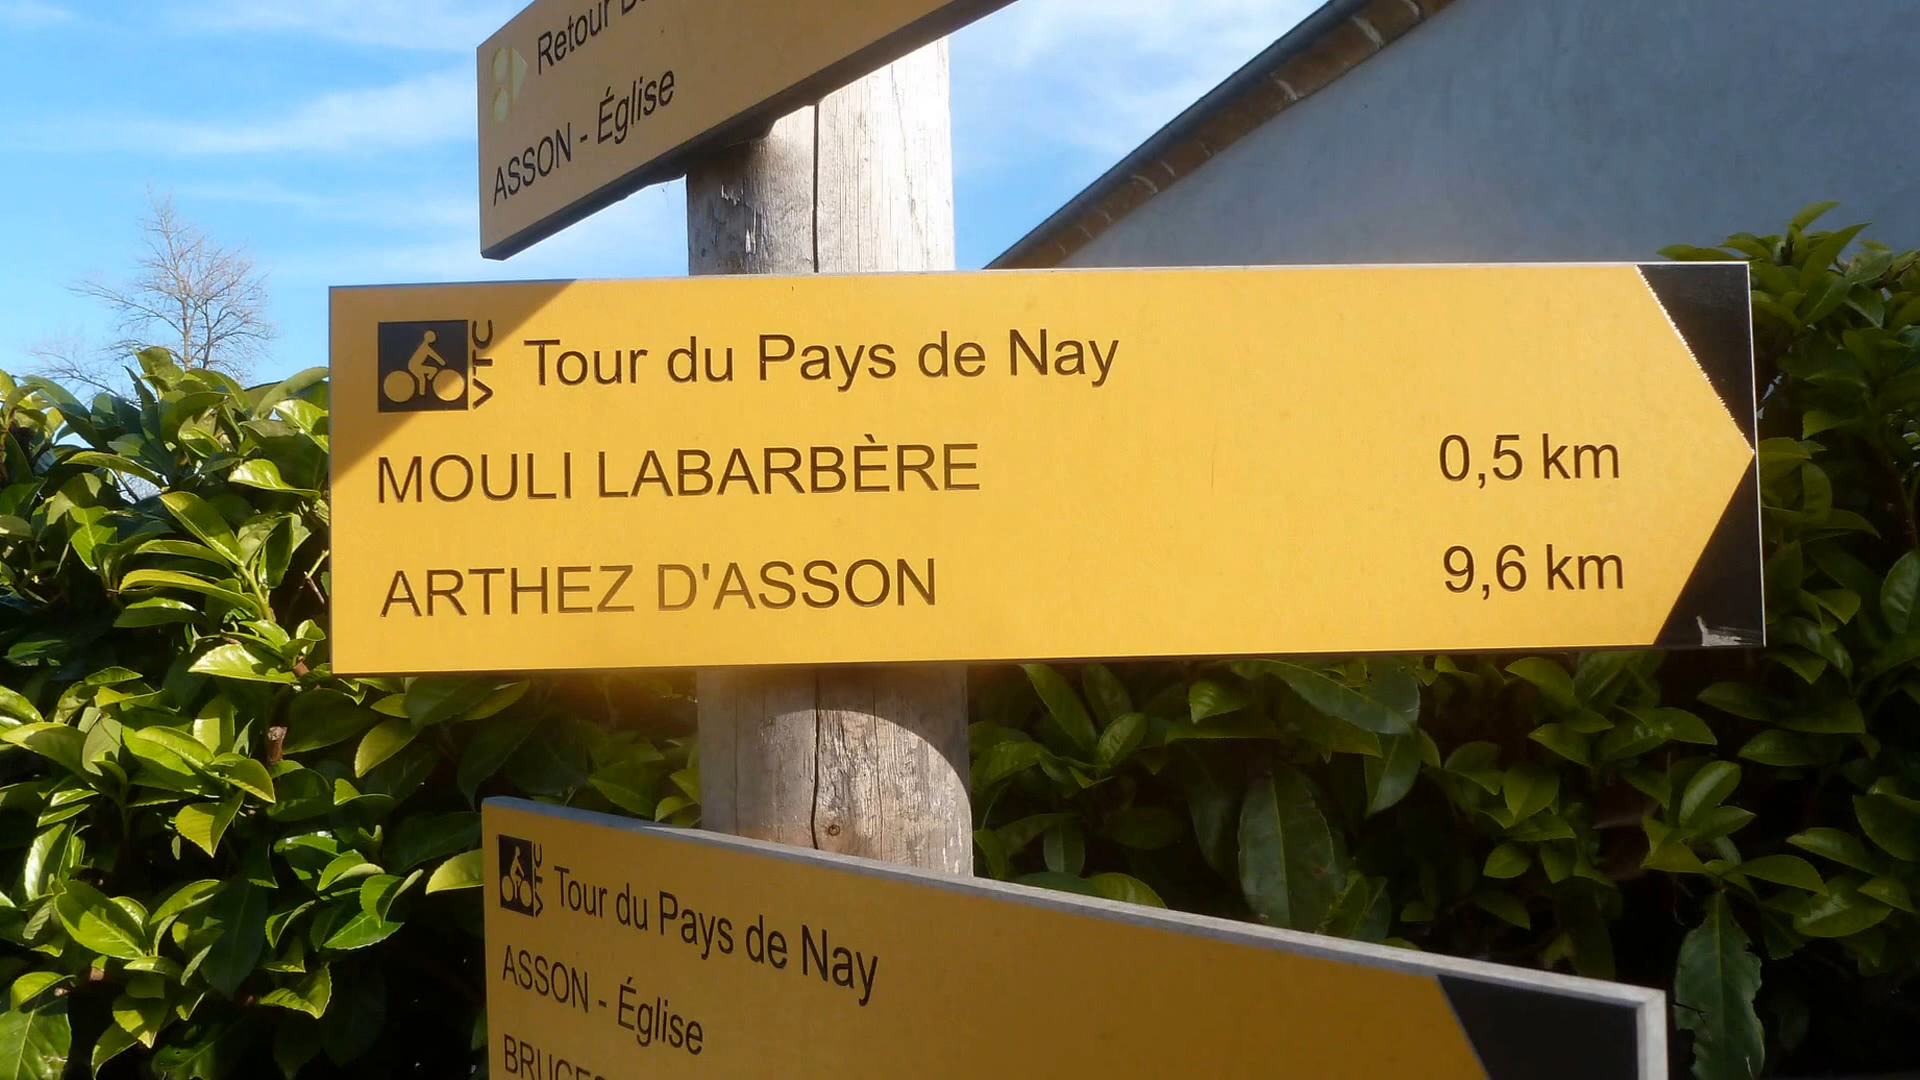 Retour
ASSON - Église
VTC Tour du Pays de Nay
MOULI LABARBÈRE 0,5 km
ARTHEZ D'ASSON 9,6 km
VTC Tour du Pays de Nay
ASSON - Église